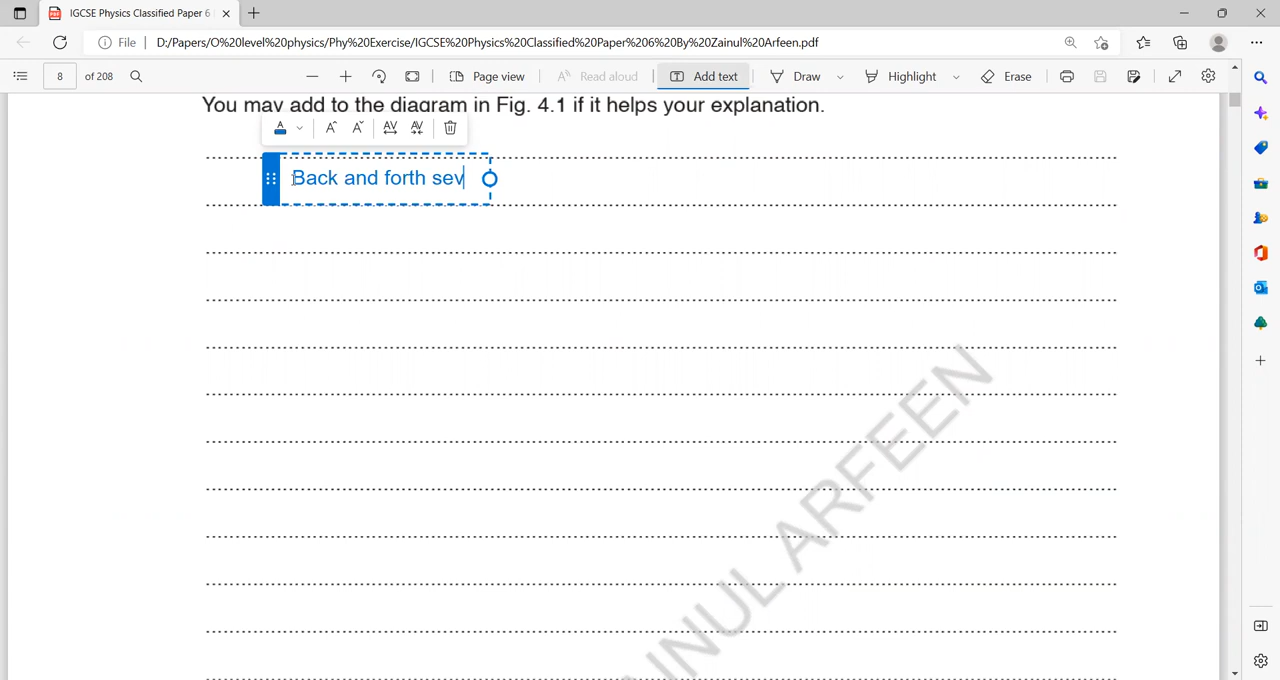 IGCSE Physics Classified Paper 6
File
D:/Papers/O%20level%20physics/Phy%20Exercise/IGCSE%20Physics%20Classified%20Paper%206%20By%20Zainul%20Arfeen.pdf
8
of 208
Page view
Read aloud
Add text
Draw
Highlight
Erase
You may add to the diagram in Fig. 4.1 if it helps your explanation.
Back and forth sev
INUL ARFEEN